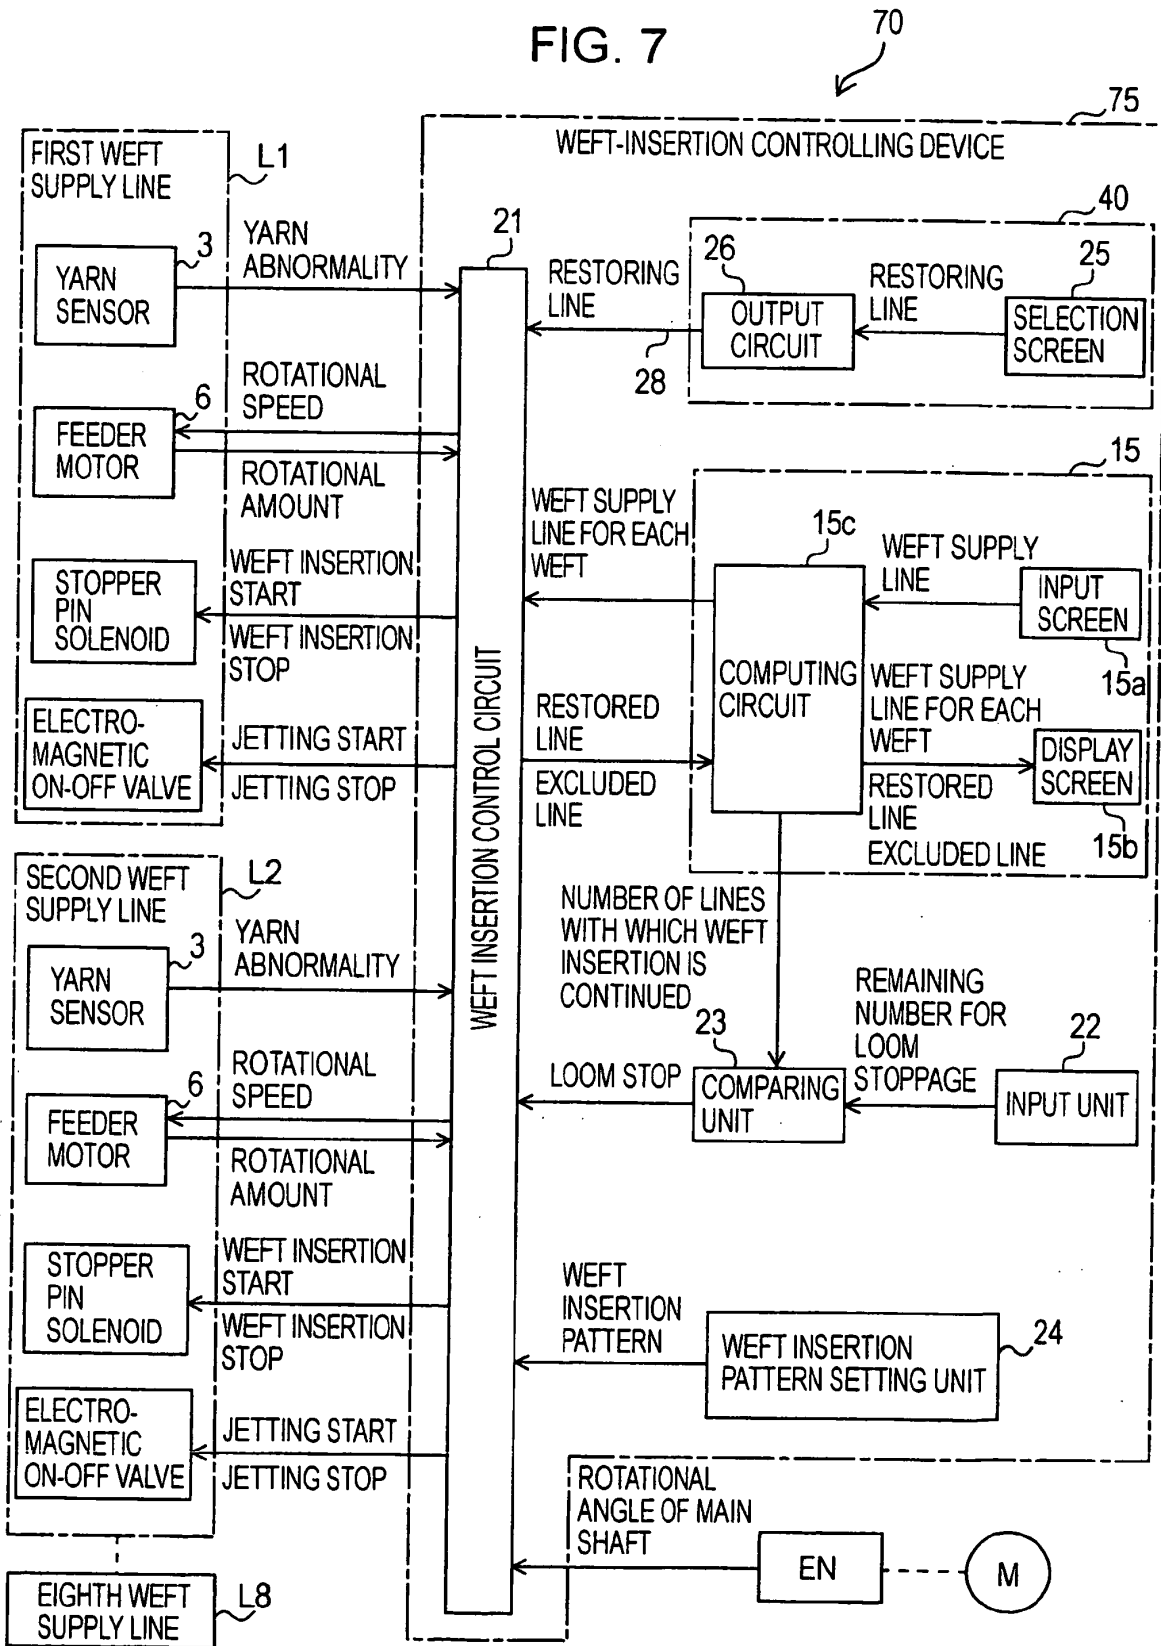 FIG. 7
70
75
WEFT-INSERTION CONTROLLING DEVICE
FIRST WEFT
SUPPLY LINE
L1
YARN
SENSOR
3
YARN
ABNORMALITY
FEEDER
MOTOR
6
ROTATIONAL
SPEED
ROTATIONAL
AMOUNT
STOPPER
PIN
SOLENOID
WEFT INSERTION
START
WEFT INSERTION
STOP
ELECTRO-
MAGNETIC
ON-OFF VALVE
JETTING START
JETTING STOP
SECOND WEFT
SUPPLY LINE
L2
YARN
SENSOR
3
YARN
ABNORMALITY
FEEDER
MOTOR
6
ROTATIONAL
SPEED
ROTATIONAL
AMOUNT
STOPPER
PIN
SOLENOID
WEFT INSERTION
START
WEFT INSERTION
STOP
ELECTRO-
MAGNETIC
ON-OFF VALVE
JETTING START
JETTING STOP
EIGHTH WEFT
SUPPLY LINE
L8
21
WEFT INSERTION CONTROL CIRCUIT
40
RESTORING
LINE
28
26
OUTPUT
CIRCUIT
RESTORING
LINE
25
SELECTION
SCREEN
15
WEFT SUPPLY
LINE FOR EACH
WEFT
15c
COMPUTING
CIRCUIT
WEFT SUPPLY
LINE
INPUT
SCREEN
15a
WEFT SUPPLY
LINE FOR EACH
WEFT
RESTORED
LINE
EXCLUDED LINE
DISPLAY
SCREEN
15b
RESTORED
LINE
EXCLUDED
LINE
NUMBER OF LINES
WITH WHICH WEFT
INSERTION IS
CONTINUED
LOOM STOP
23
COMPARING
UNIT
REMAINING
NUMBER FOR
LOOM
STOPPAGE
22
INPUT UNIT
WEFT
INSERTION
PATTERN
WEFT INSERTION
PATTERN SETTING UNIT
24
ROTATIONAL
ANGLE OF MAIN
SHAFT
EN
M